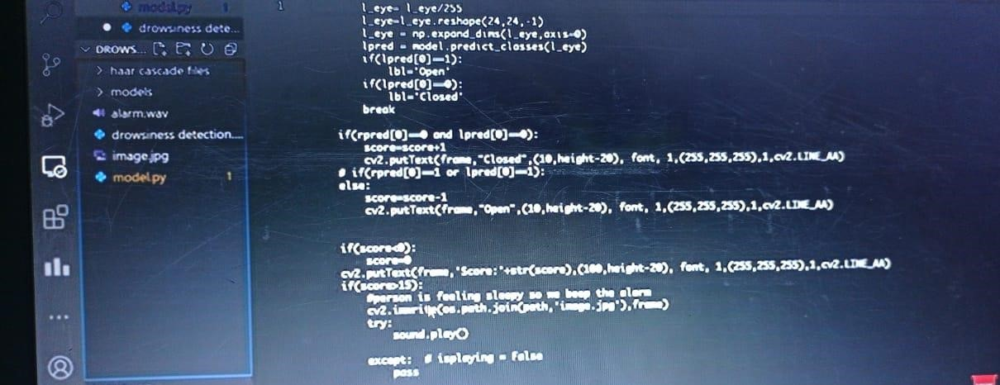 model.py 1
drowsiness dete...
DROWS...
haar cascade files
models
alarm.wav
drowsiness detection....
image.jpg
model.py 1
1
l_eye= l_eye/255
l_eye=l_eye.reshape(24,24,-1)
l_eye = np.expand_dims(l_eye,axis=0)
lpred = model.predict_classes(l_eye)
if(lpred[0]==1):
lbl='Open'
if(lpred[0]==0):
lbl='Closed'
break
if(rpred[0]==0 and lpred[0]==0):
score=score+1
cv2.putText(frame,"Closed",(10,height-20), font, 1,(255,255,255),1,cv2.LINE_AA)
# if(rpred[0]==1 or lpred[0]==1):
else:
score=score-1
cv2.putText(frame,"Open",(10,height-20), font, 1,(255,255,255),1,cv2.LINE_AA)
if(score<0):
score=0
cv2.putText(frame,'Score:'+str(score),(100,height-20), font, 1,(255,255,255),1,cv2.LINE_AA)
if(score>15):
#person is feeling sleepy so we beep the alarm
cv2.imwrite(os.path.join(path,'image.jpg'),frame)
try:
sound.play()
except: # isplaying = False
pass